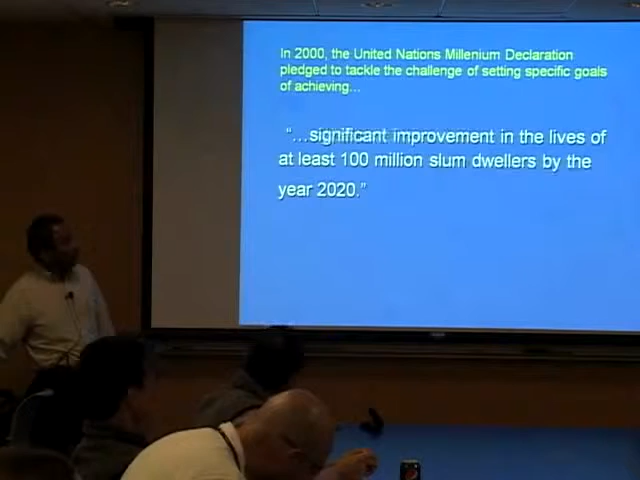 In 2000, the United Nations Millenium Declaration
pledged to tackle the challenge of setting specific goals
of achieving...
"...significant improvement in the lives of
at least 100 million slum dwellers by the
year 2020."